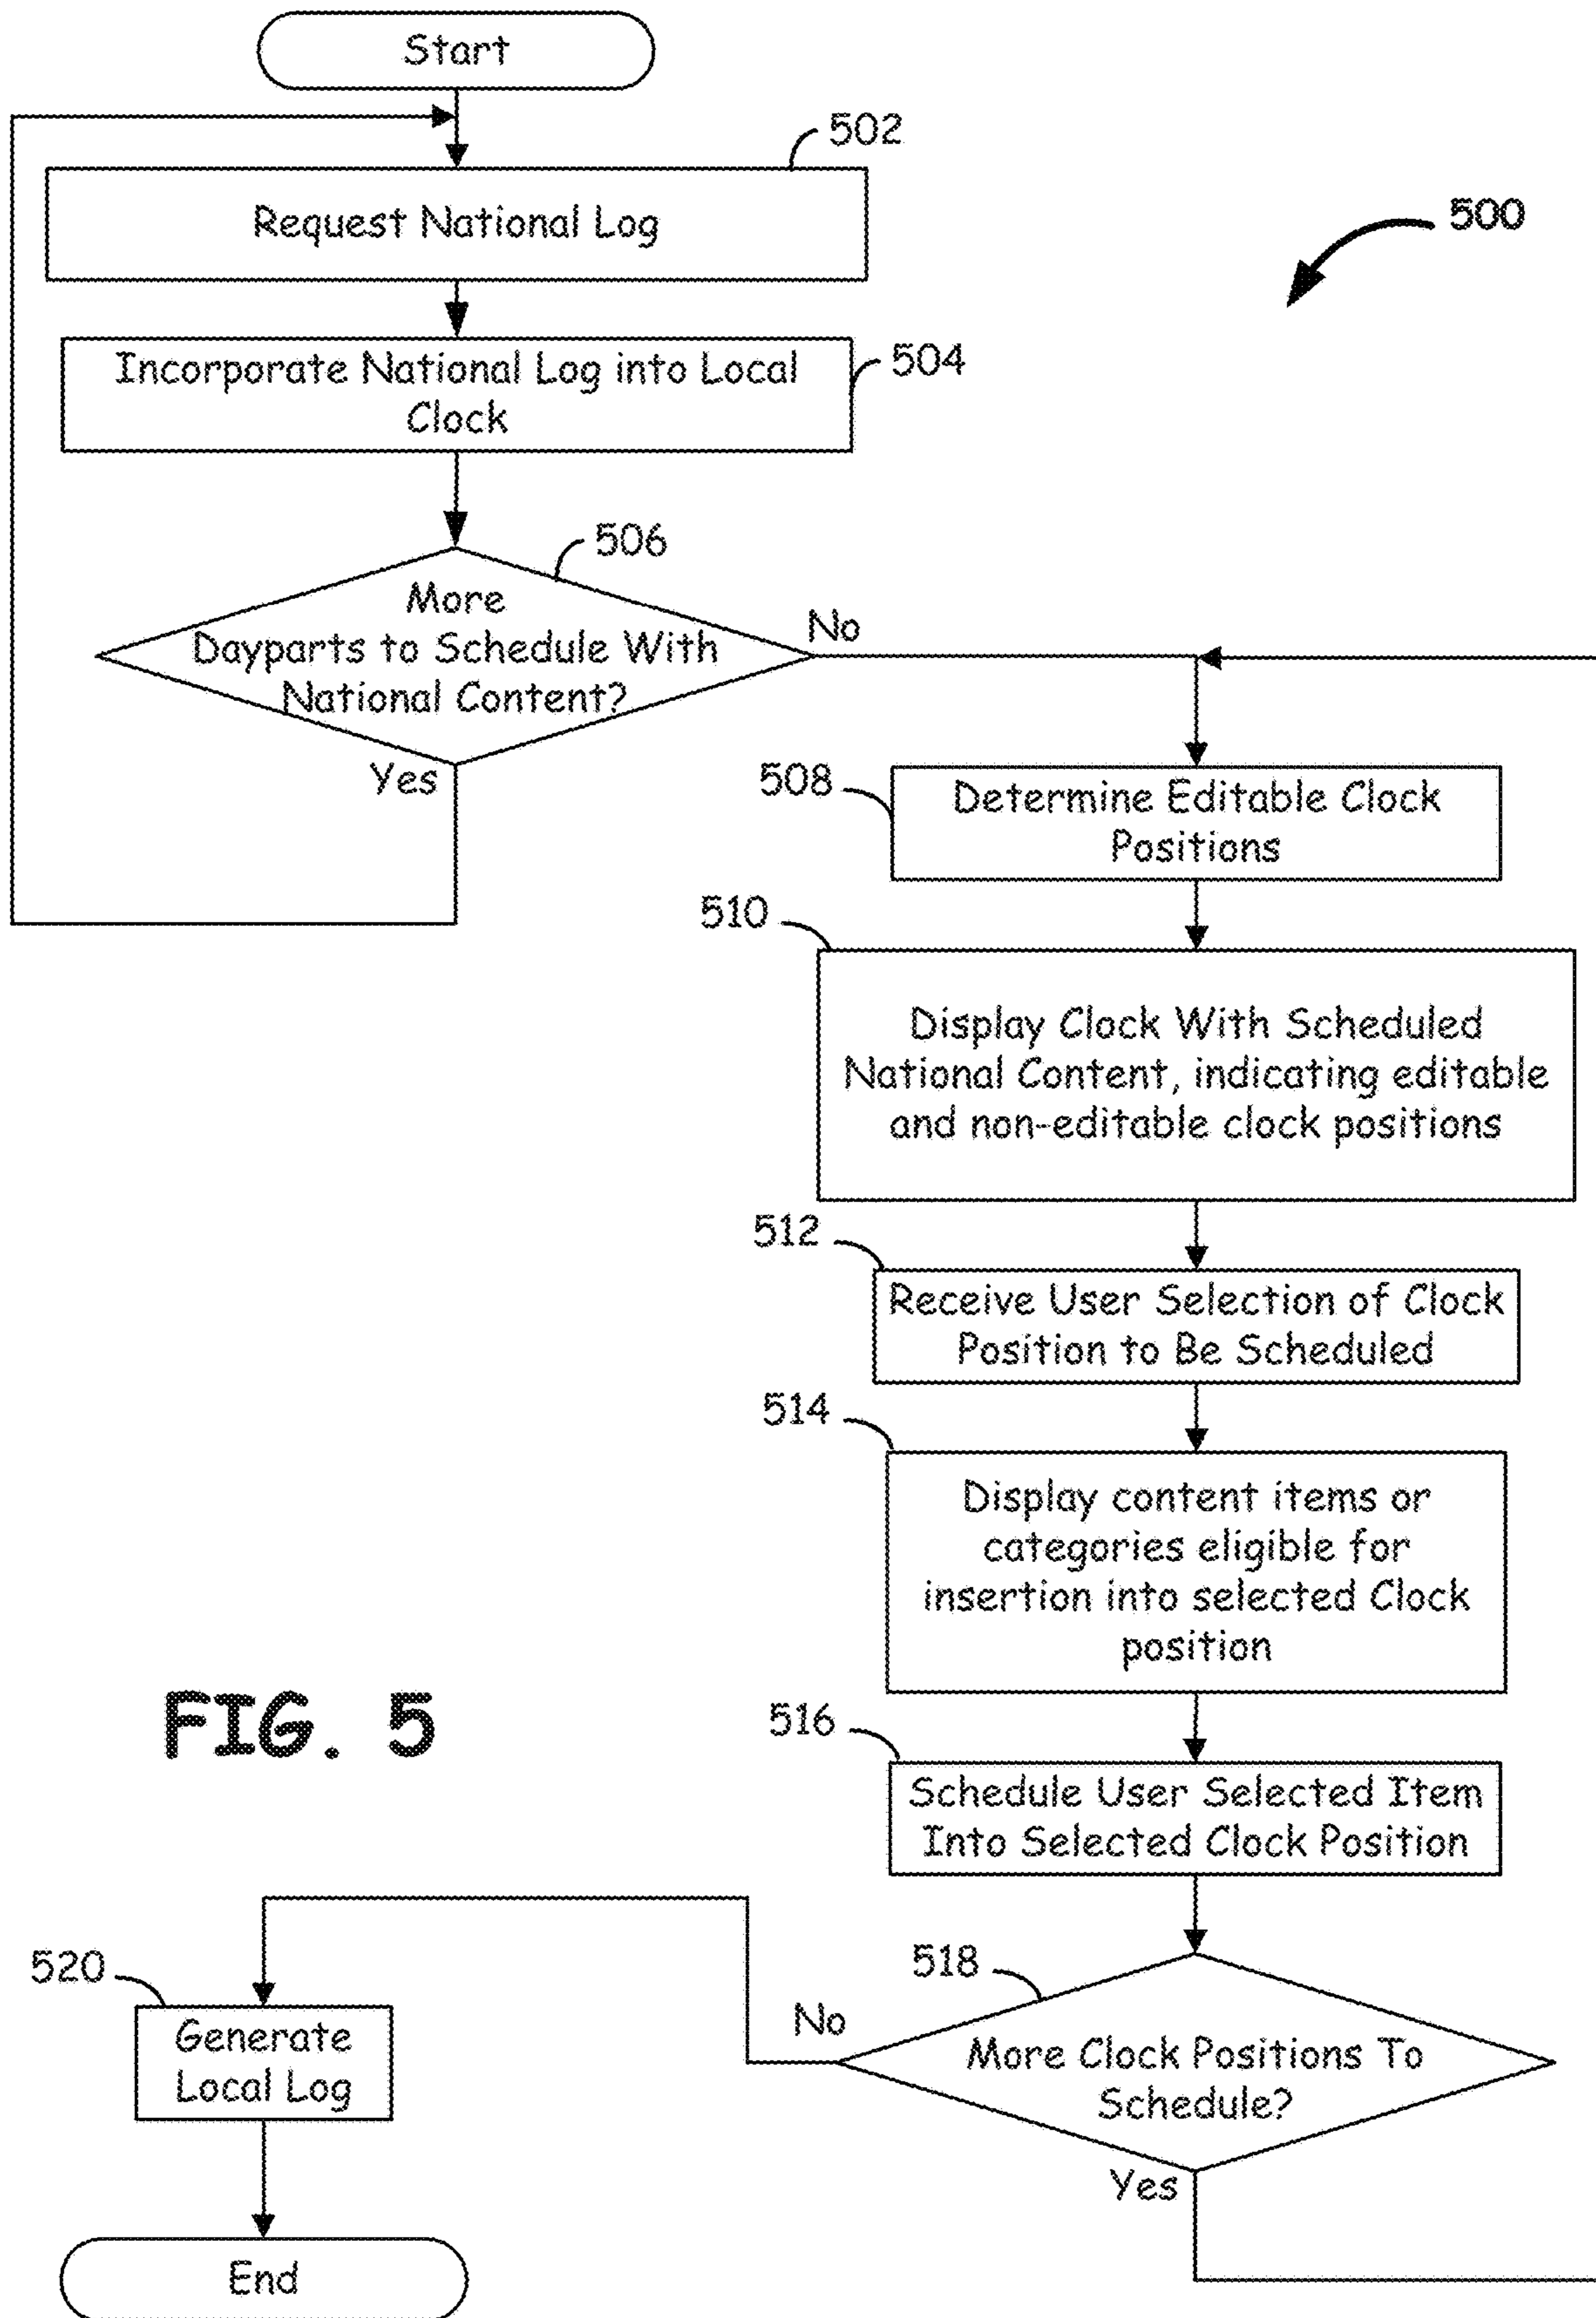 Start
502
Request National Log
500
Incorporate National Log into Local
Clock
504
506
More
Dayparts to Schedule With
National Content?
No
Yes
508
Determine Editable Clock
Positions
510
Display Clock With Scheduled
National Content, indicating editable
and non-editable clock positions
512
Receive User Selection of Clock
Position to Be Scheduled
514
Display content items or
categories eligible for
insertion into selected Clock
position
FIG. 5
516
Schedule User Selected Item
Into Selected Clock Position
518
More Clock Positions To
Schedule?
No
Yes
520
Generate
Local Log
End